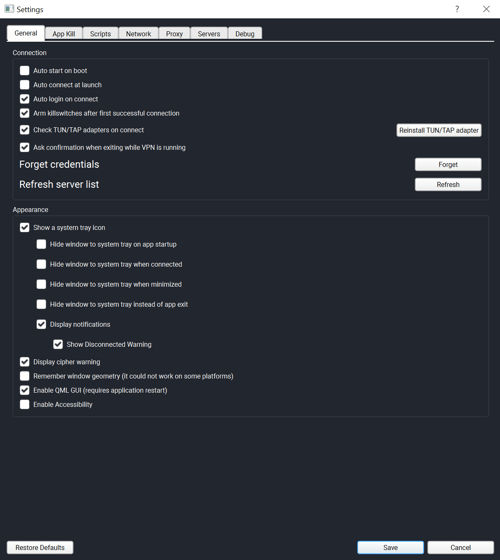 Settings
?
General
App Kill
Scripts
Network
Proxy
Servers
Debug
Connection
Auto start on boot
Auto connect at launch
Auto login on connect
Arm killswitches after first successful connection
Check TUN/TAP adapters on connect
Reinstall TUN/TAP adapter
Ask confirmation when exiting while VPN is running
Forget credentials
Forget
Refresh server list
Refresh
Appearance
Show a system tray icon
Hide window to system tray on app startup
Hide window to system tray when connected
Hide window to system tray when minimized
Hide window to system tray instead of app exit
Display notifications
Show Disconnected Warning
Display cipher warning
Remember window geometry (it could not work on some platforms)
Enable QML GUI (requires application restart)
Enable Accessibility
Restore Defaults
Save
Cancel